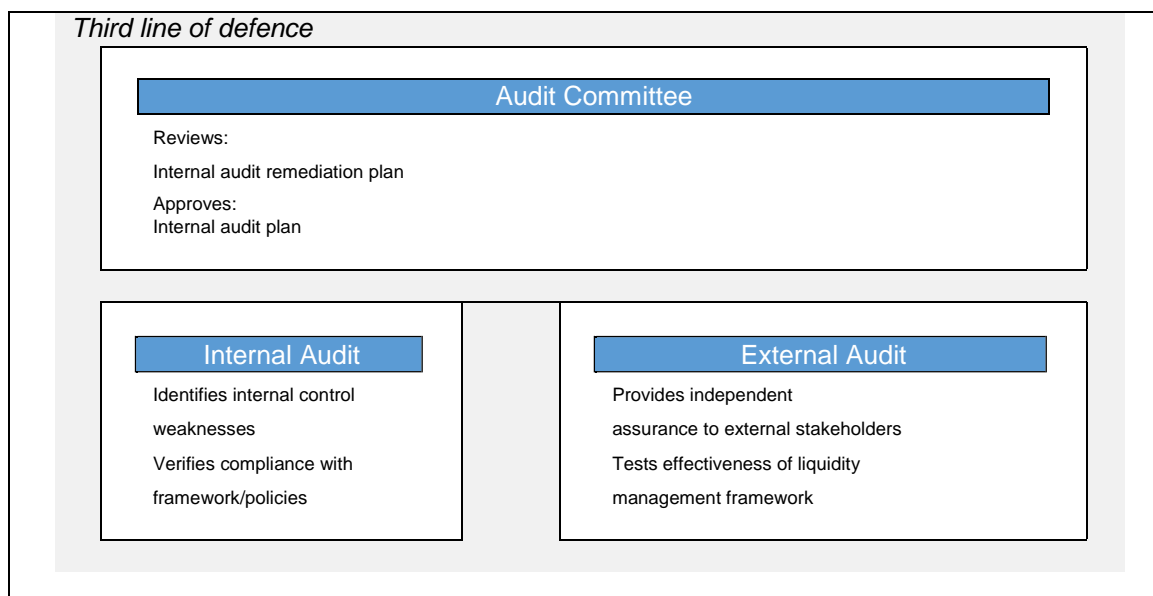 Third line of defence
Audit Committee
Reviews:
Internal audit remediation plan
Approves:
Internal audit plan
Internal Audit
Identifies internal control
weaknesses
Verifies compliance with
framework/policies
External Audit
Provides independent
assurance to external stakeholders
Tests effectiveness of liquidity
management framework